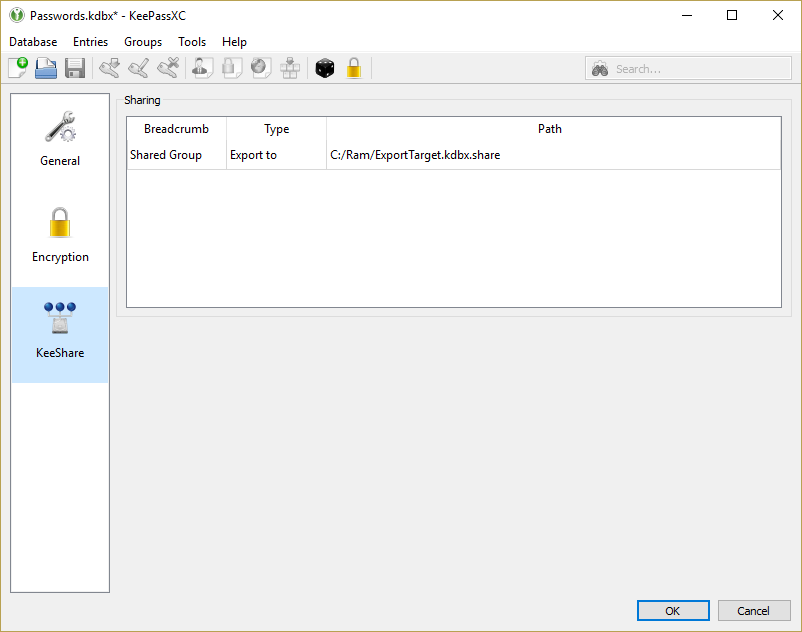 Passwords.kdbx* - KeePassXC
Database Entries Groups Tools Help
Search...
General
Encryption
KeeShare
Sharing
Breadcrumb Type Path
Shared Group Export to C:/Ram/ExportTarget.kdbx.share
OK Cancel